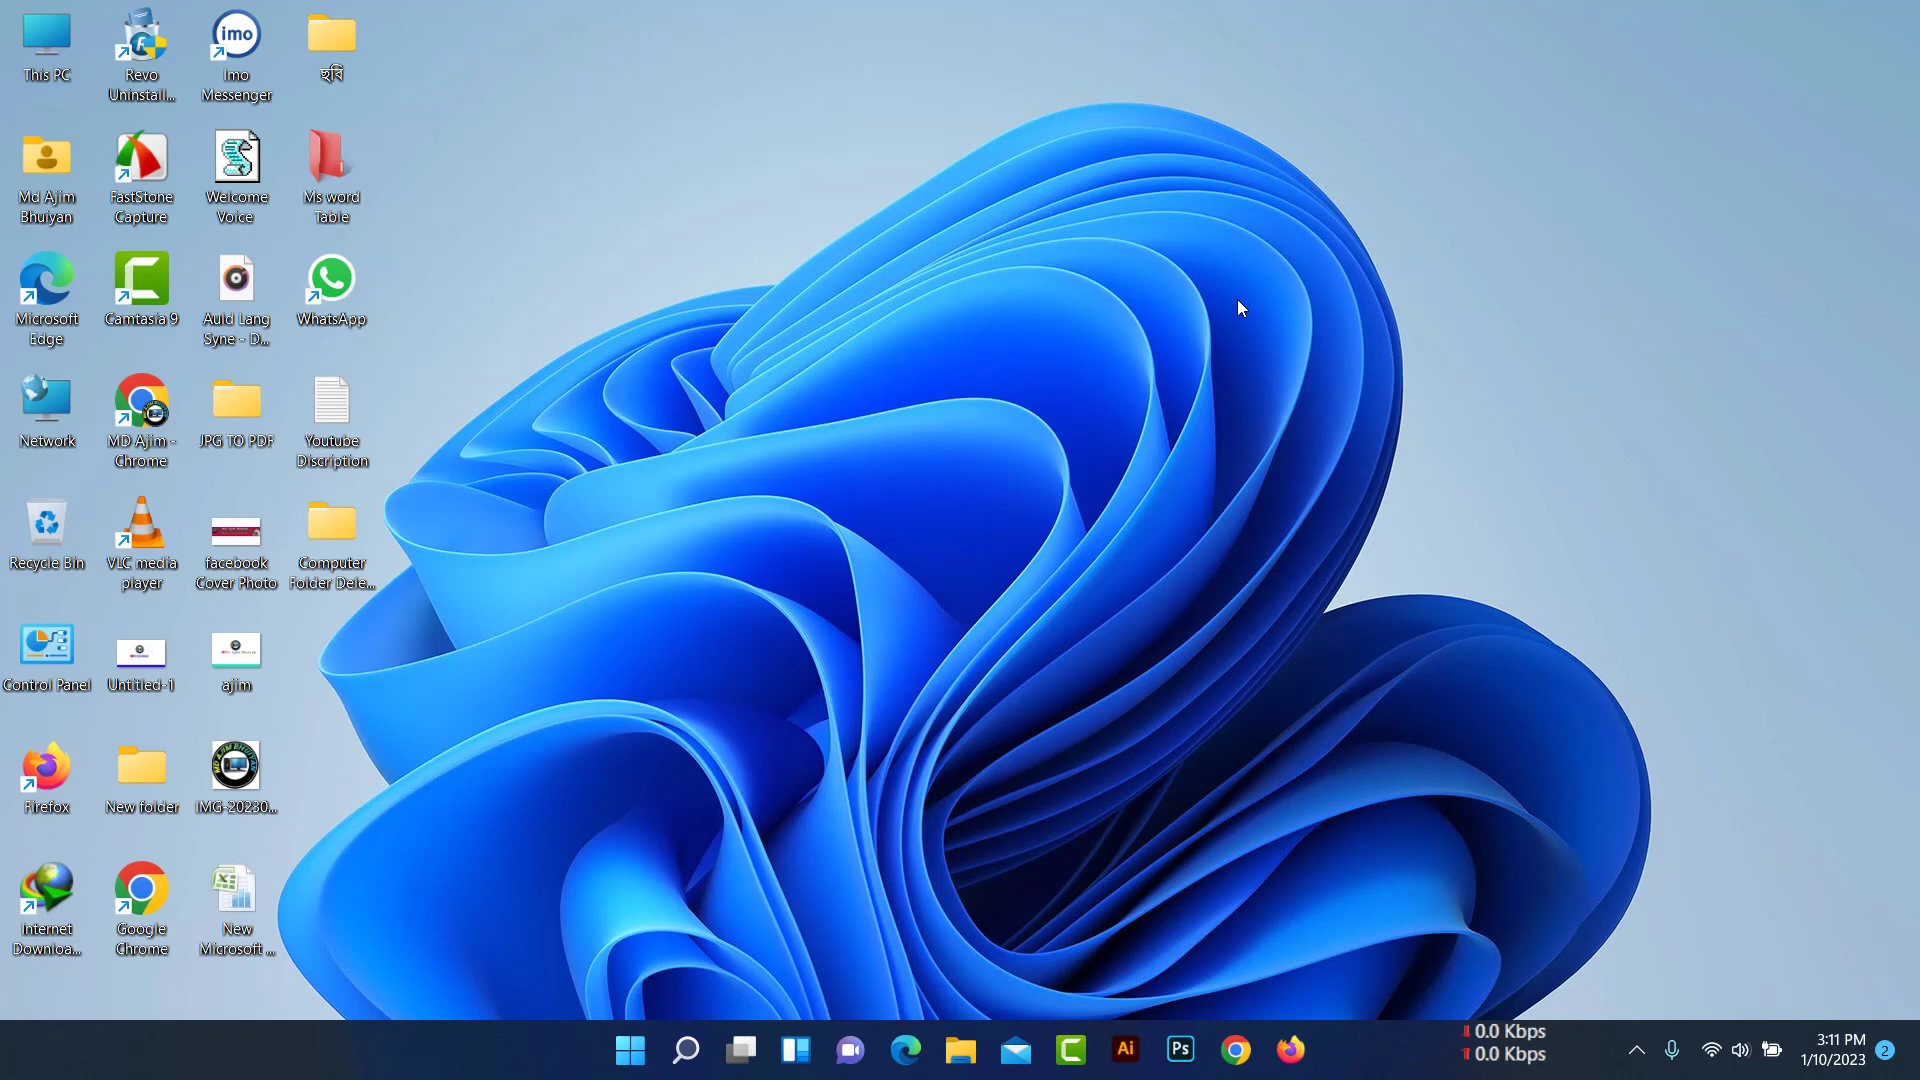 This PC
Revo
Uninstall...
imo
Imo
Messenger
ছবি
Md Ajim
Bhuiyan
FastStone
Capture
Welcome
Voice
Ms word
Table
Microsoft
Edge
Camtasia 9
Auld Lang
Syne - D...
WhatsApp
Network
MD Ajim -
Chrome
JPG TO PDF
Youtube
Discription
Recycle Bin
VLC media
player
facebook
Cover Photo
Computer
Folder Dele...
Control Panel
Untitled-1
ajim
Firefox
New folder
MD AJIM BHUIYAN
IMG-20230...
Internet
Downloa...
Google
Chrome
New
Microsoft ...
Ai
Ps
0.0 Kbps
0.0 Kbps
3:11 PM
1/10/2023
2